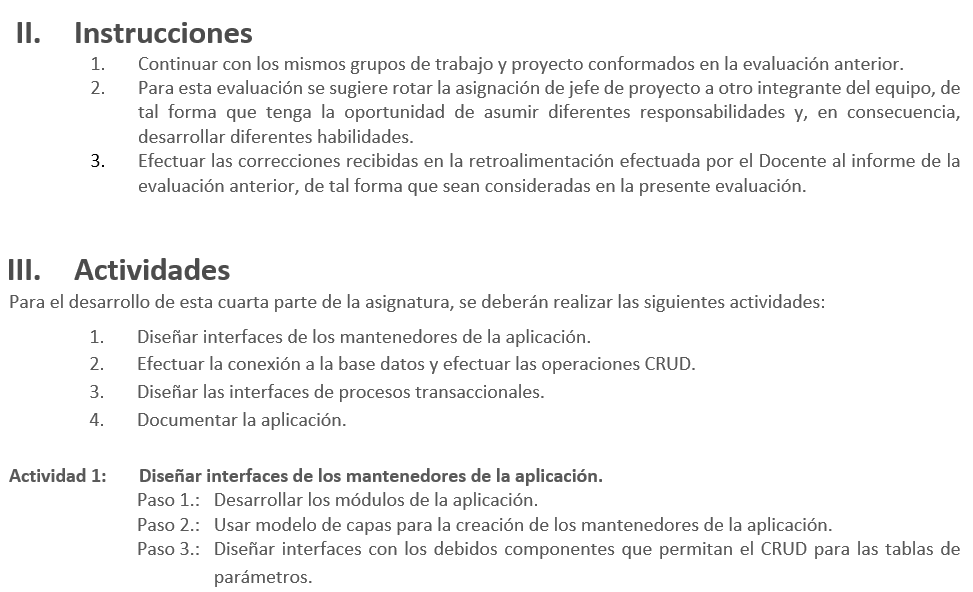 II. Instrucciones
1. Continuar con los mismos grupos de trabajo y proyecto conformados en la evaluación anterior.
2. Para esta evaluación se sugiere rotar la asignación de jefe de proyecto a otro integrante del equipo, de
tal forma que tenga la oportunidad de asumir diferentes responsabilidades y, en consecuencia,
desarrollar diferentes habilidades.
3. Efectuar las correcciones recibidas en la retroalimentación efectuada por el Docente al informe de la
evaluación anterior, de tal forma que sean consideradas en la presente evaluación.
III. Actividades
Para el desarrollo de esta cuarta parte de la asignatura, se deberán realizar las siguientes actividades:
1. Diseñar interfaces de los mantenedores de la aplicación.
2. Efectuar la conexión a la base datos y efectuar las operaciones CRUD.
3. Diseñar las interfaces de procesos transaccionales.
4. Documentar la aplicación.
Actividad 1: Diseñar interfaces de los mantenedores de la aplicación.
Paso 1.: Desarrollar los módulos de la aplicación.
Paso 2.: Usar modelo de capas para la creación de los mantenedores de la aplicación.
Paso 3.: Diseñar interfaces con los debidos componentes que permitan el CRUD para las tablas de
parámetros.